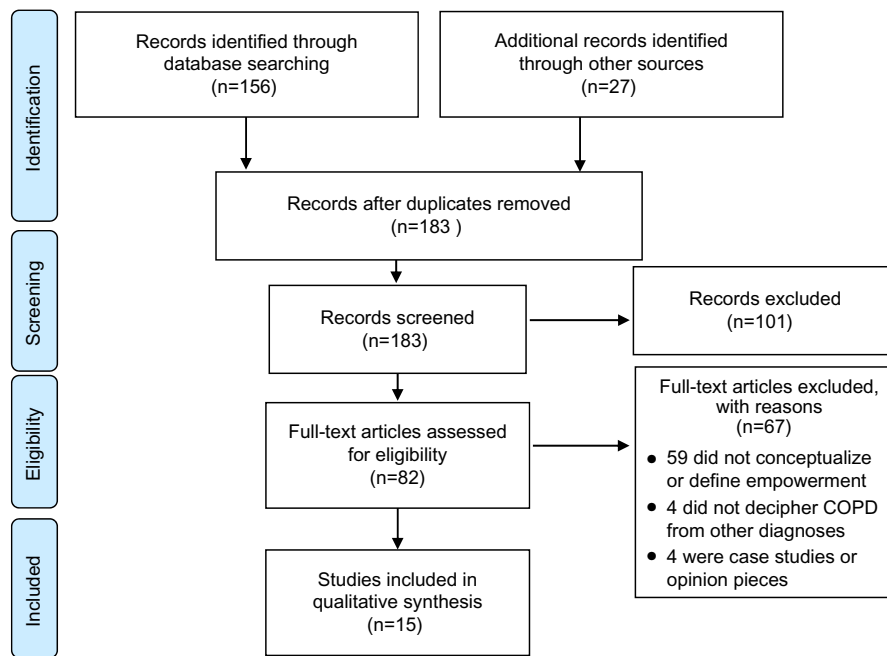 Identification
Records identified through
database searching
(n=156)
Additional records identified
through other sources
(n=27)
Records after duplicates removed
(n=183 )
Screening
Records screened
(n=183)
Records excluded
(n=101)
Eligibility
Full-text articles assessed
for eligibility
(n=82)
Full-text articles excluded,
with reasons
(n=67)
• 59 did not conceptualize
or define empowerment
• 4 did not decipher COPD
from other diagnoses
• 4 were case studies or
opinion pieces
Included
Studies included in
qualitative synthesis
(n=15)